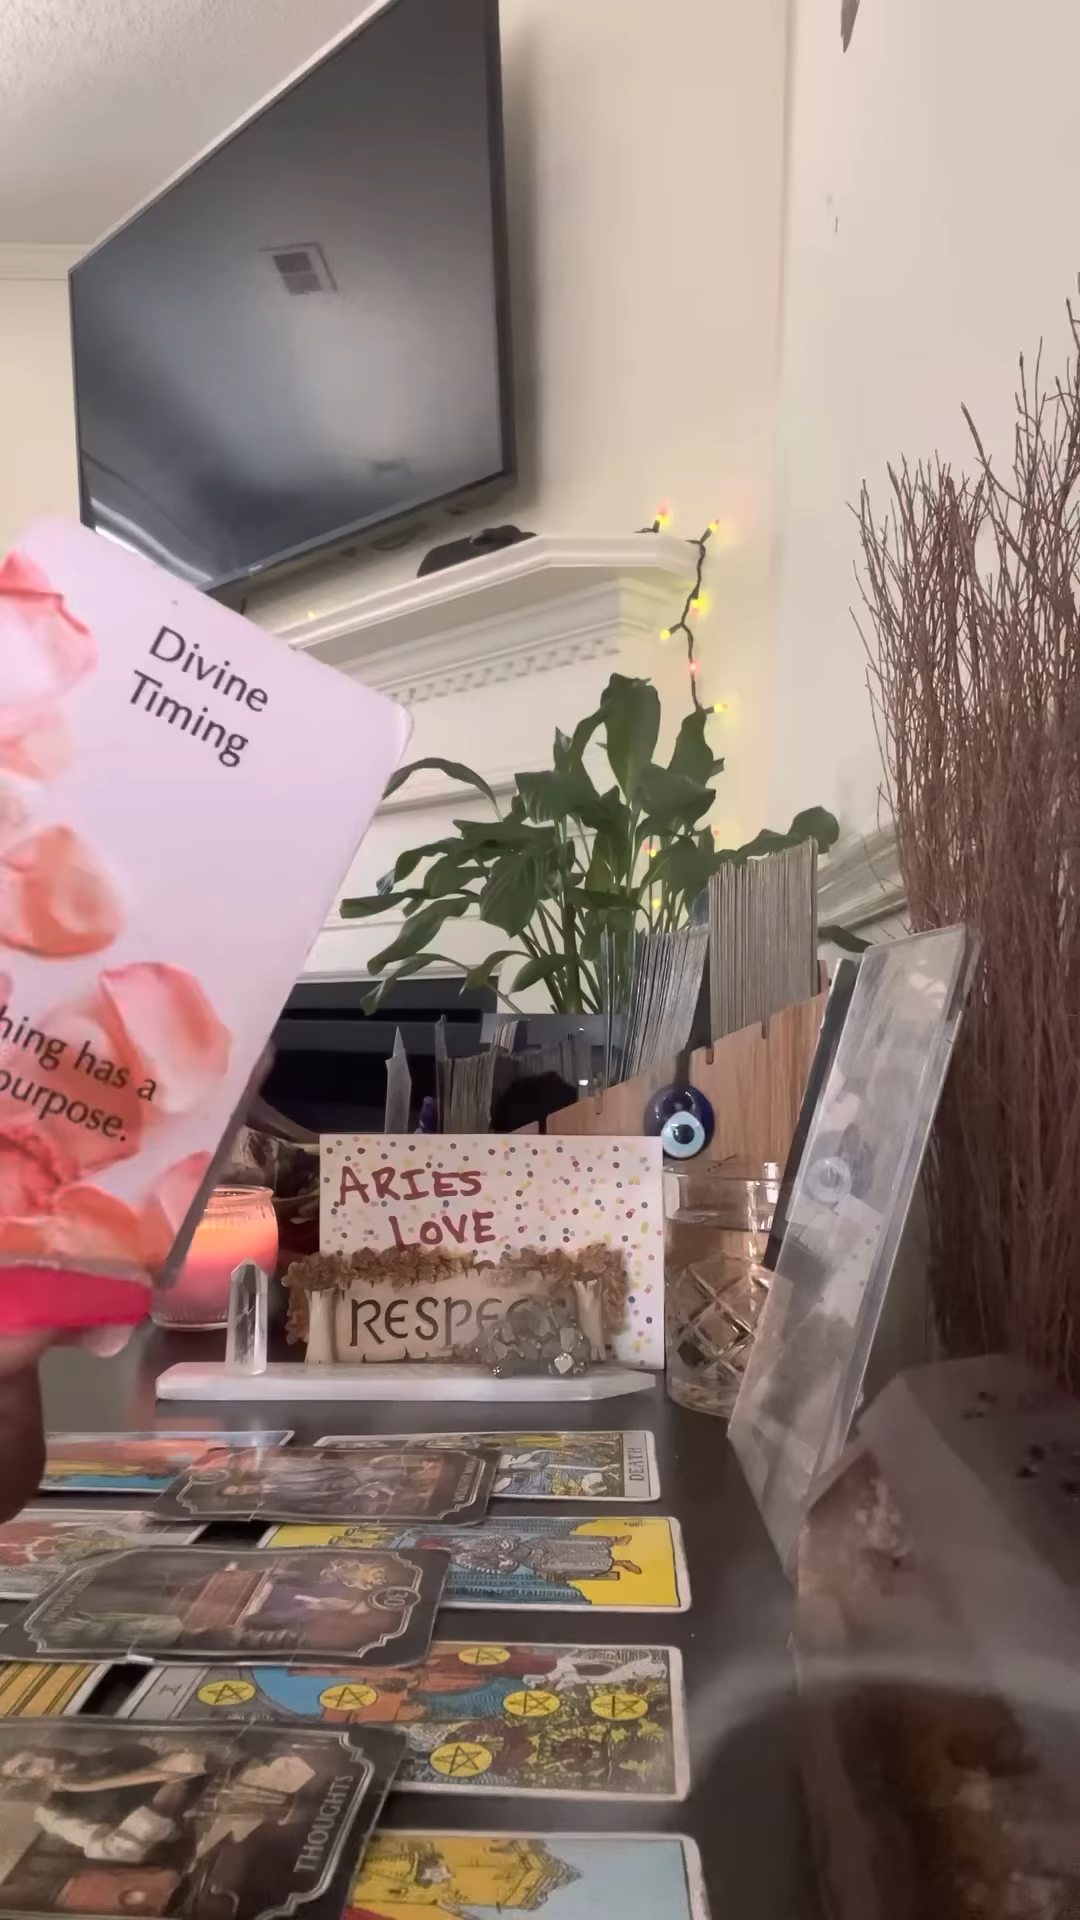 Divine
Timing
hing has a
purpose.
ARIES
LOVE
RESPE
DEATH
X
THOUGHTS